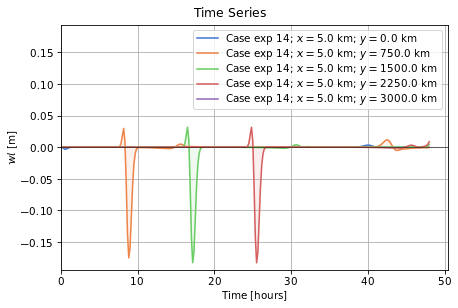 Time Series
Case exp 14; x = 5.0 km; y = 0.0 km
Case exp 14; x = 5.0 km; y = 750.0 km
Case exp 14; x = 5.0 km; y = 1500.0 km
Case exp 14; x = 5.0 km; y = 2250.0 km
Case exp 14; x = 5.0 km; y = 3000.0 km
0.15
0.10
0.05
0.00
−0.05
−0.10
−0.15
wl [m]
0 10 20 30 40 50
Time [hours]